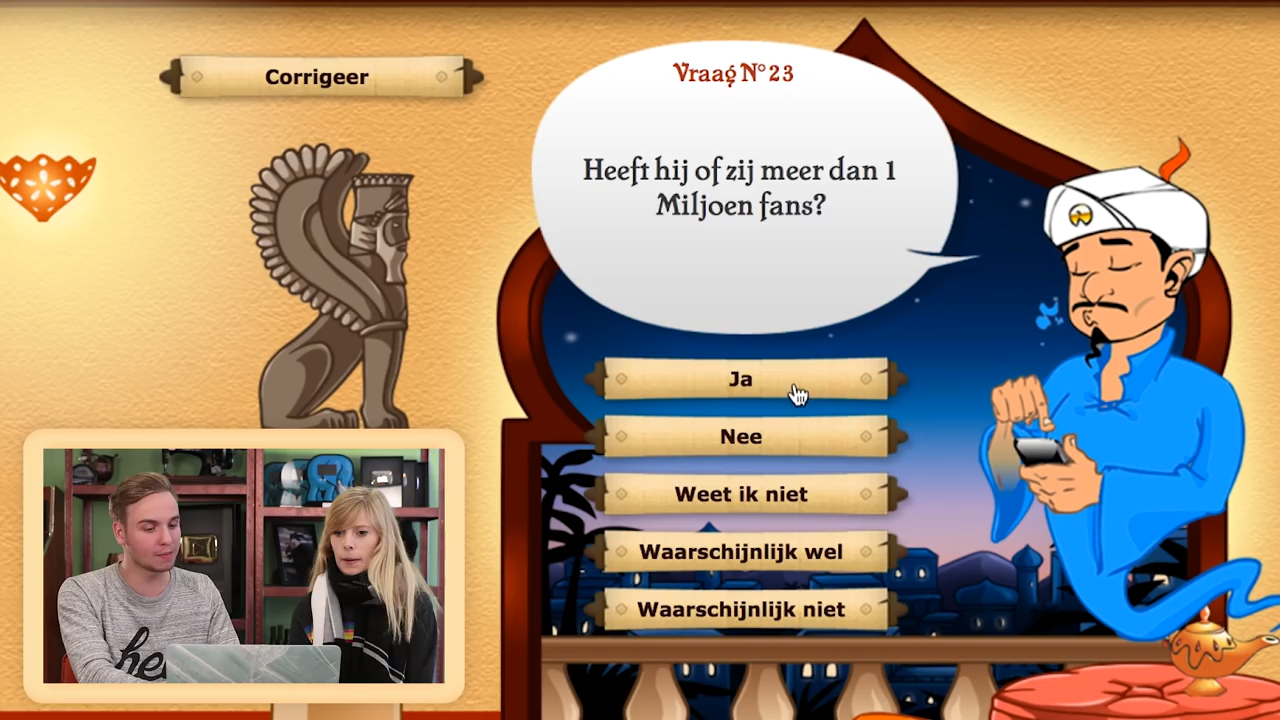 Corrigeer
Vraag N° 23
Heeft hij of zij meer dan 1
Miljoen fans?
Ja
Nee
Weet ik niet
Waarschijnlijk wel
Waarschijnlijk niet
he